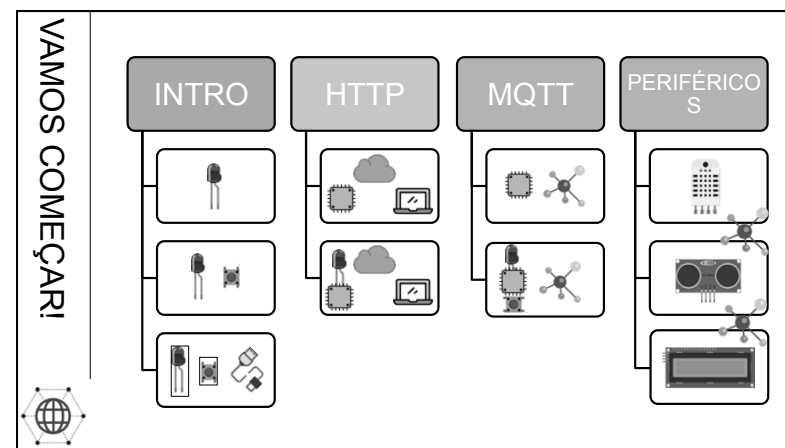 VAMOS COMEÇAR!
INTRO
HTTP
MQTT
PERIFÉRICO
S